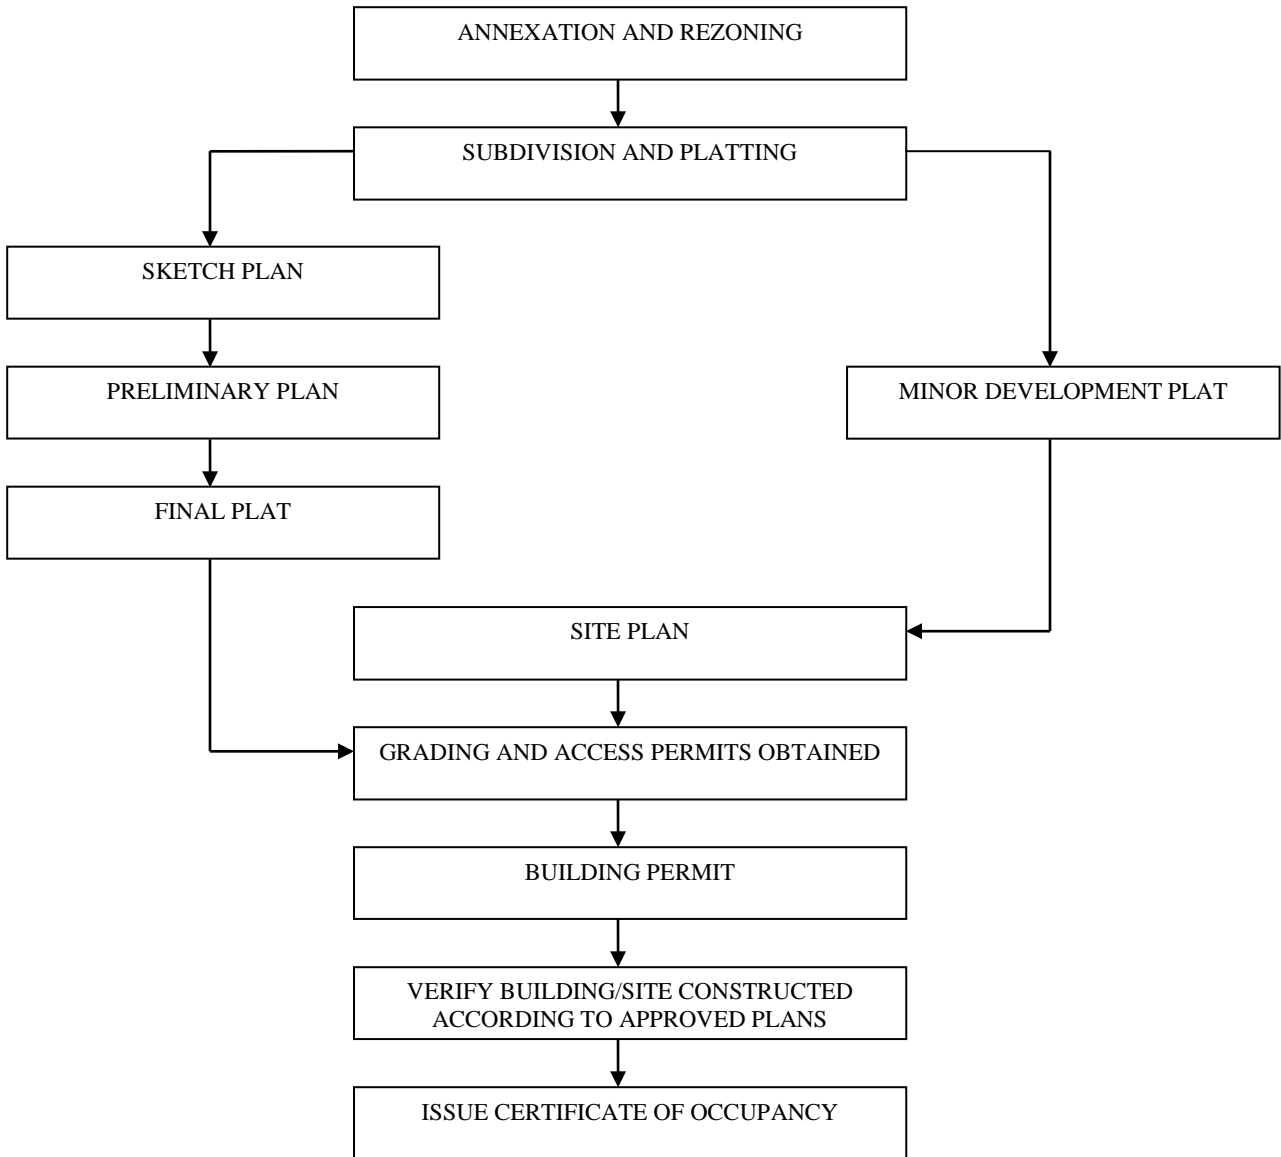 ANNEXATION AND REZONING
SUBDIVISION AND PLATTING
SKETCH PLAN
PRELIMINARY PLAN
MINOR DEVELOPMENT PLAT
FINAL PLAT
SITE PLAN
GRADING AND ACCESS PERMITS OBTAINED
BUILDING PERMIT
VERIFY BUILDING/SITE CONSTRUCTED
ACCORDING TO APPROVED PLANS
ISSUE CERTIFICATE OF OCCUPANCY